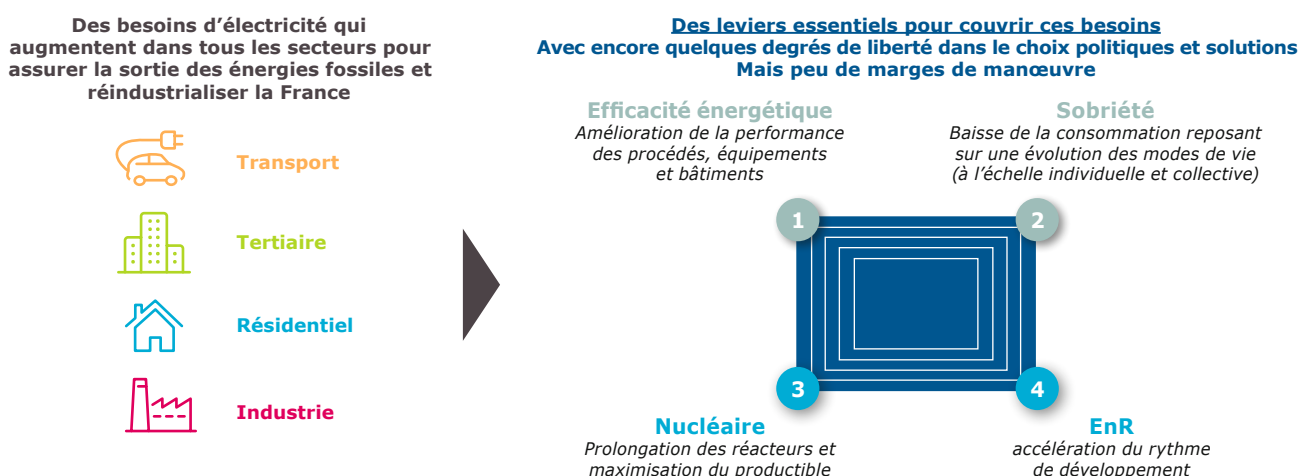 Des besoins d’électricité qui
augmentent dans tous les secteurs pour
assurer la sortie des énergies fossiles et
réindustrialiser la France
Transport
Tertiaire
Résidentiel
Industrie
Des leviers essentiels pour couvrir ces besoins
Avec encore quelques degrés de liberté dans le choix politiques et solutions
Mais peu de marges de manœuvre
Efficacité énergétique
Amélioration de la performance
des procédés, équipements
et bâtiments
Sobriété
Baisse de la consommation reposant
sur une évolution des modes de vie
(à l’échelle individuelle et collective)
1
2
3
4
Nucléaire
Prolongation des réacteurs et
maximisation du productible
EnR
accélération du rythme
de développement